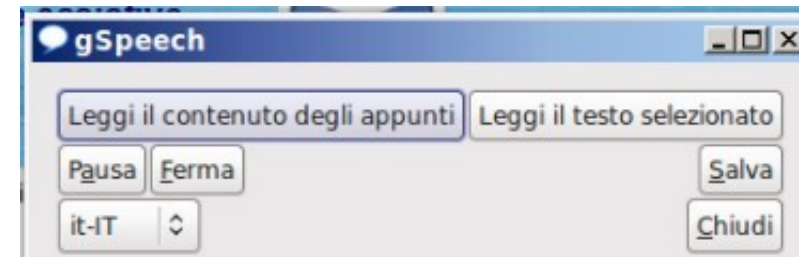 gSpeech
Leggi il contenuto degli appunti Leggi il testo selezionato
Pausa Ferma Salva
it-IT Chiudi